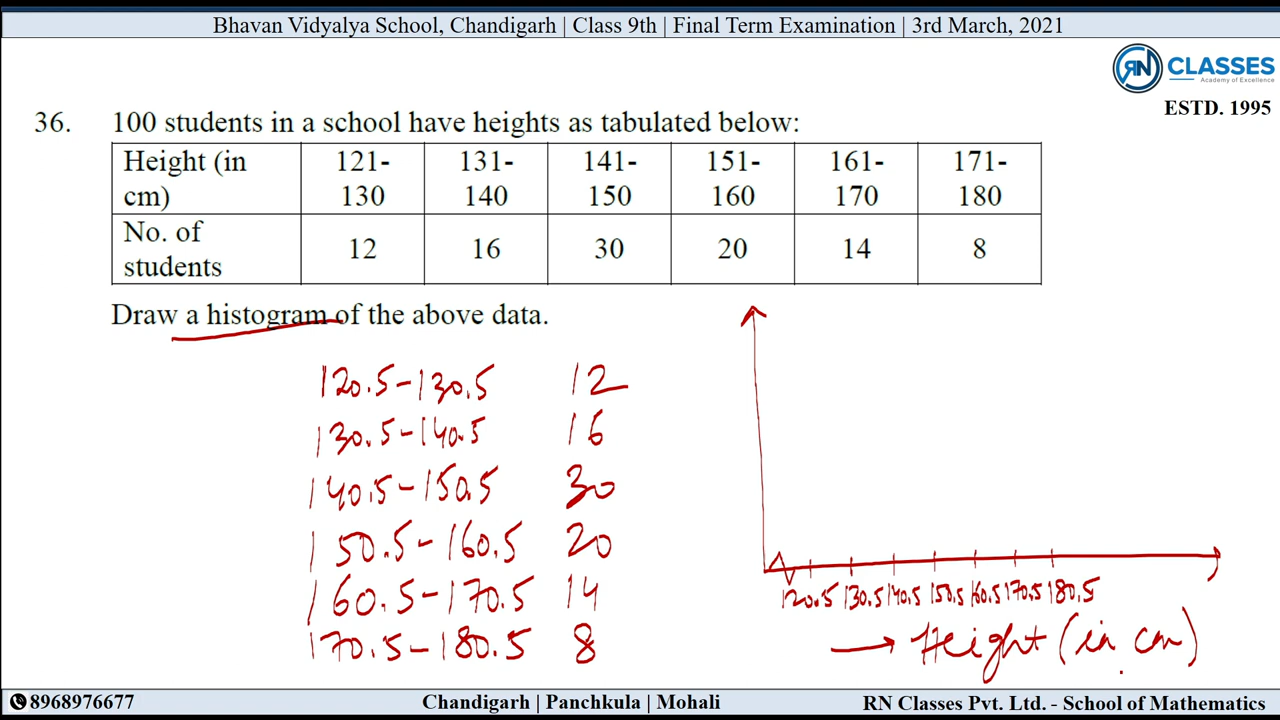 Bhavan Vidyalya School, Chandigarh | Class 9th | Final Term Examination | 3rd March, 2021
RN CLASSES
Academy of Excellence
ESTD. 1995
36. 100 students in a school have heights as tabulated below:
Height (in cm) 121-130 131-140 141-150 151-160 161-170 171-180
No. of students 12 16 30 20 14 8
Draw a histogram of the above data.
120.5-130.5 12
130.5-140.5 16
140.5-150.5 30
150.5-160.5 20
160.5-170.5 14
170.5-180.5 8
120.5 130.5 140.5 150.5 160.5 170.5 180.5
Height (in cm)
8968976677 Chandigarh | Panchkula | Mohali RN Classes Pvt. Ltd. - School of Mathematics